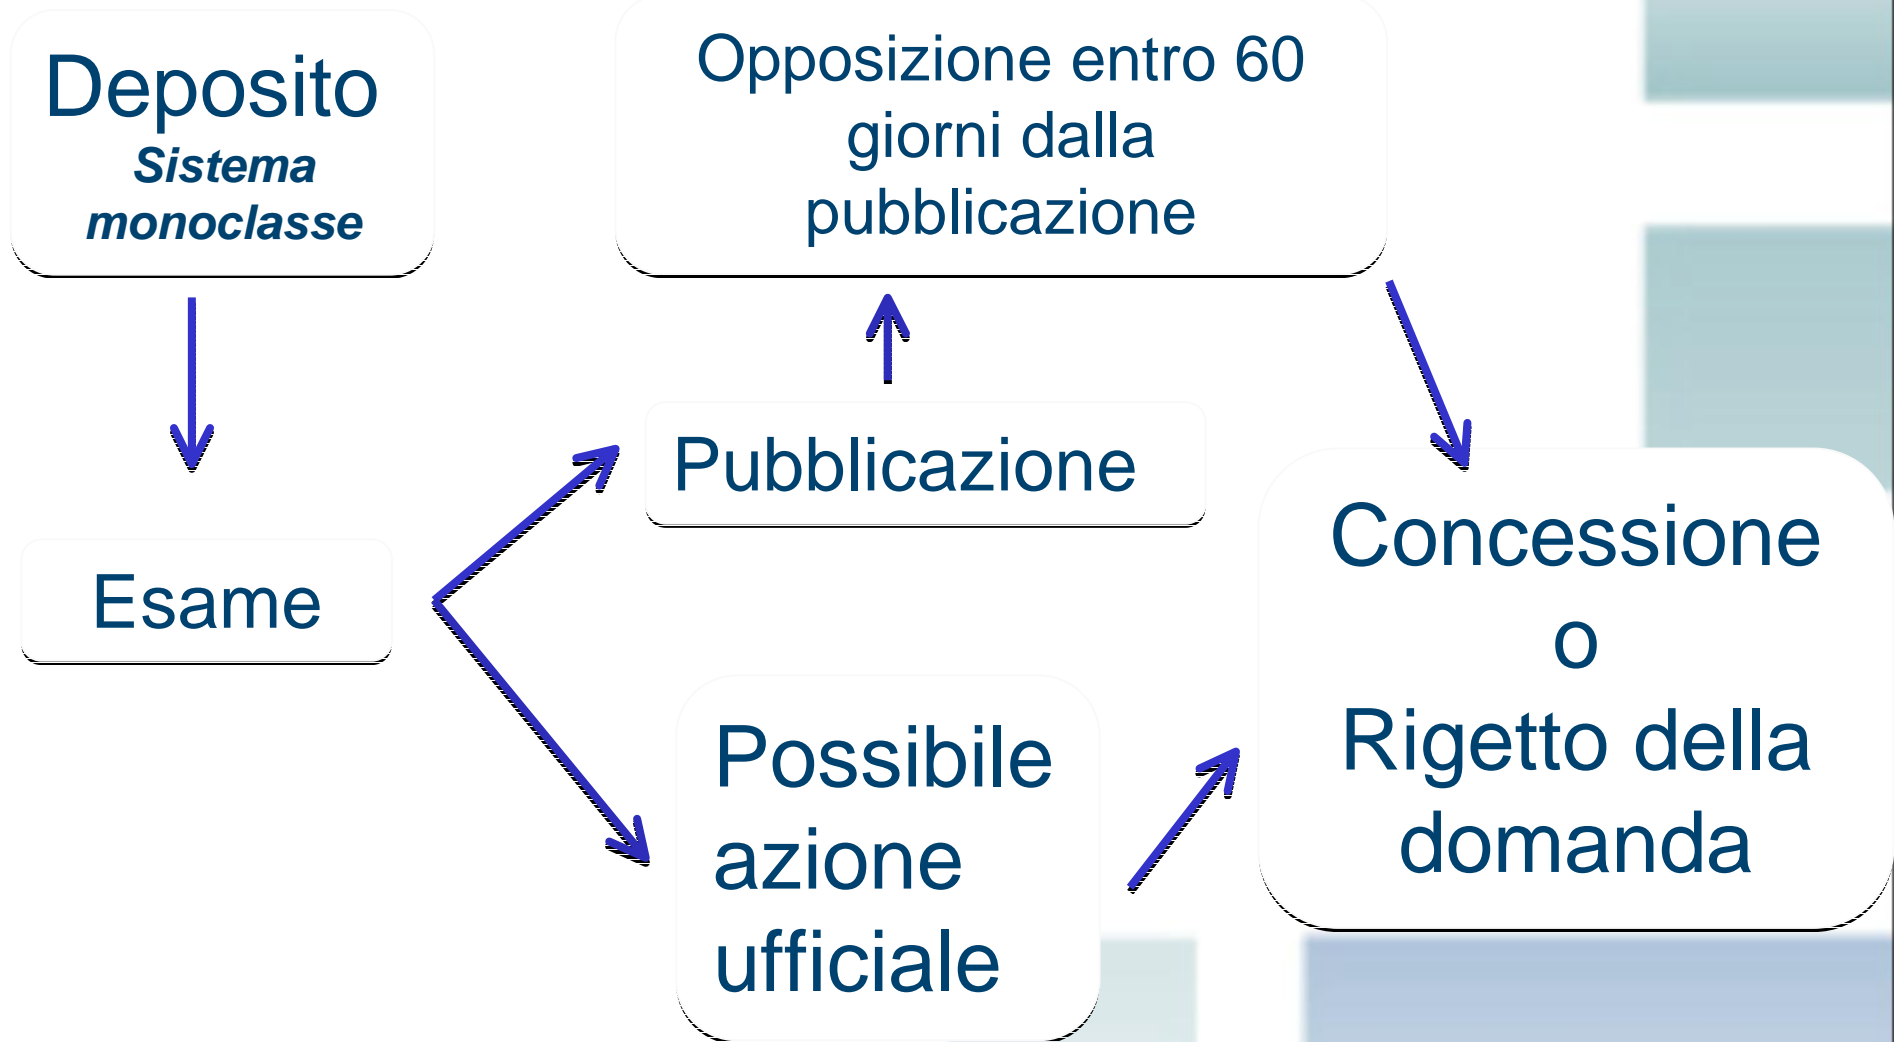 Deposito
Sistema
monoclasse
Opposizione entro 60
giorni dalla
pubblicazione
Pubblicazione
Esame
Possibile
azione
ufficiale
Concessione
o
Rigetto della
domanda